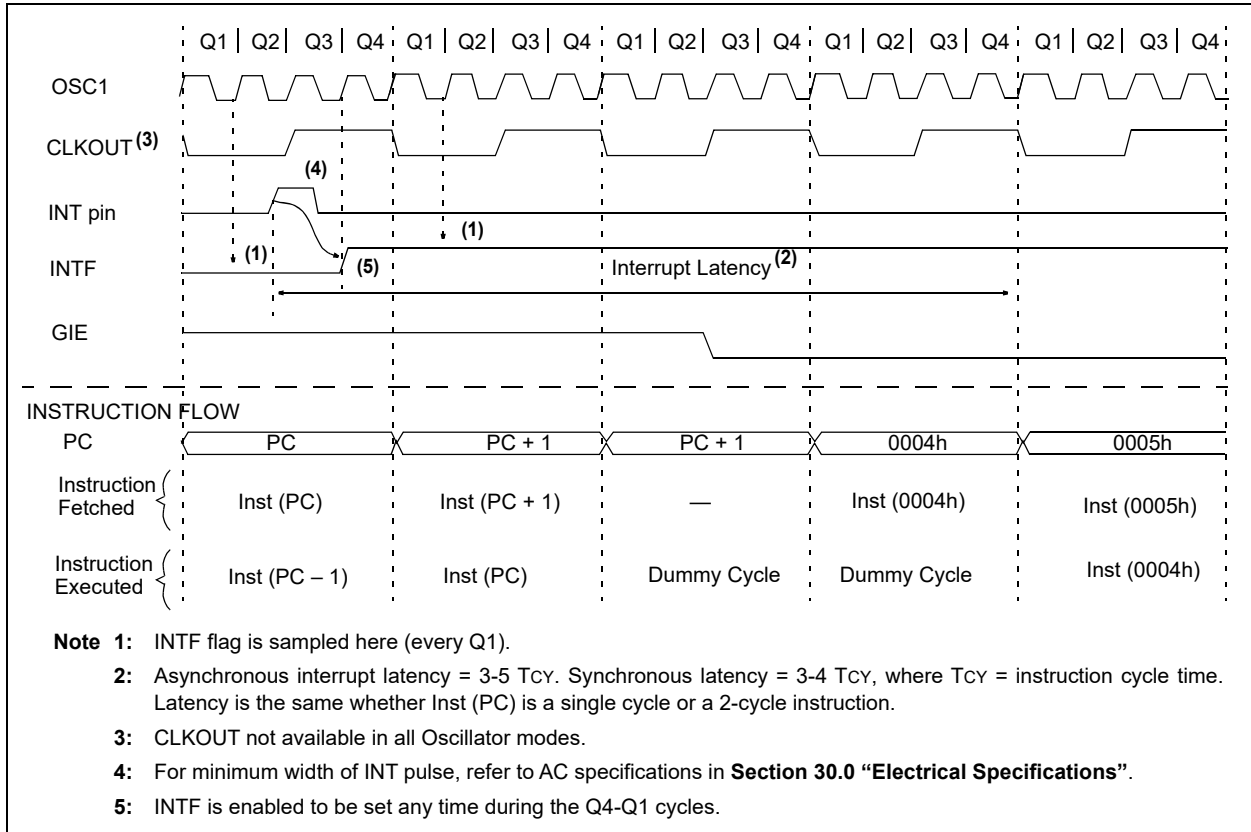 Q1 Q2 Q3 Q4 Q1 Q2 Q3 Q4 Q1 Q2 Q3 Q4 Q1 Q2 Q3 Q4 Q1 Q2 Q3 Q4
OSC1
CLKOUT (3)
(4)
INT pin
(1) (1)
INTF (5) Interrupt Latency (2)
GIE
INSTRUCTION FLOW
PC PC PC + 1 PC + 1 0004h 0005h
Instruction
Fetched Inst (PC) Inst (PC + 1) — Inst (0004h) Inst (0005h)
Instruction
Executed Inst (PC – 1) Inst (PC) Dummy Cycle Dummy Cycle Inst (0004h)
Note 1: INTF flag is sampled here (every Q1).
2: Asynchronous interrupt latency = 3-5 TCY. Synchronous latency = 3-4 TCY, where TCY = instruction cycle time.
Latency is the same whether Inst (PC) is a single cycle or a 2-cycle instruction.
3: CLKOUT not available in all Oscillator modes.
4: For minimum width of INT pulse, refer to AC specifications in Section 30.0 “Electrical Specifications”.
5: INTF is enabled to be set any time during the Q4-Q1 cycles.